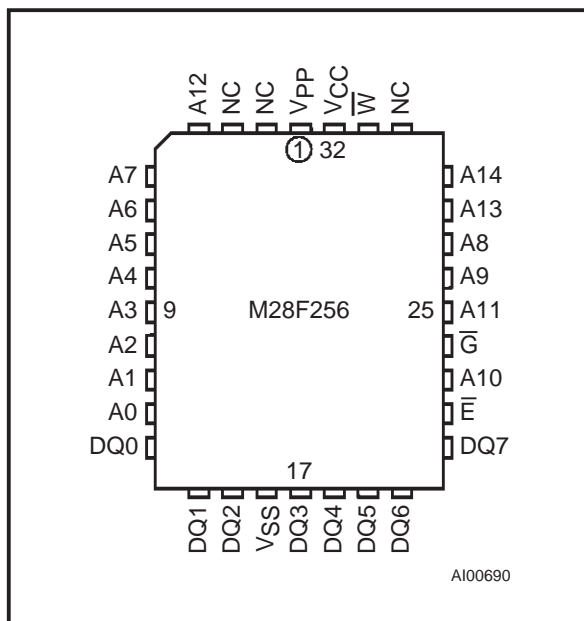 A12 NC NC VPP VCC W̅ NC
1 32
A7 A14
A6 A13
A5 A8
A4 A9
A3 9 M28F256 25 A11
A2 G̅
A1 A10
A0 E̅
DQ0 DQ7
17
DQ1 DQ2 VSS DQ3 DQ4 DQ5 DQ6
AI00690